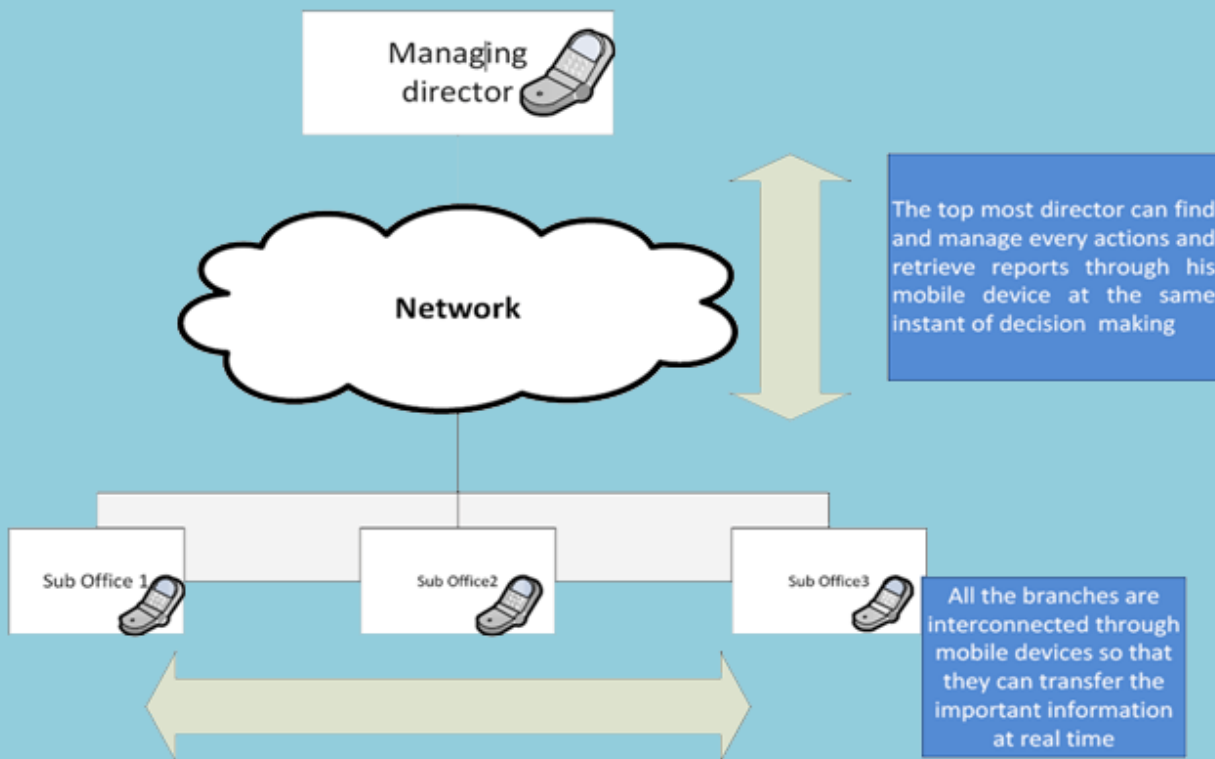 Managing
director
The top most director can find
and manage every actions and
retrieve reports through his
mobile device at the same
instant of decision making
Network
Sub Office 1
Sub Office2
Sub Office3
All the branches are
interconnected through
mobile devices so that
they can transfer the
important information
at real time